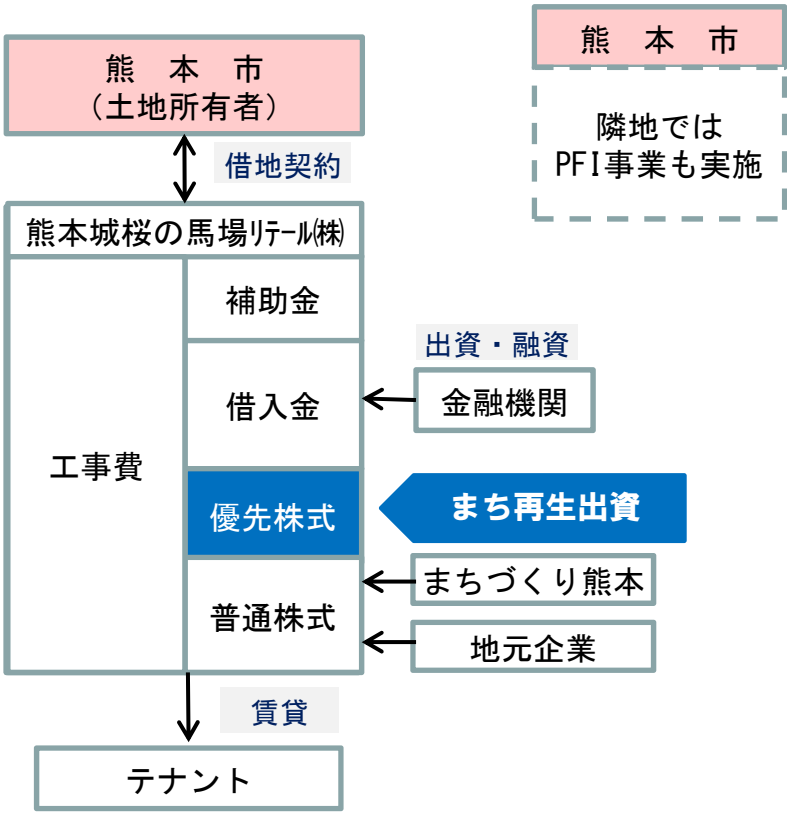 熊 本 市
（土地所有者）
借地契約
熊本城桜の馬場ﾘﾃｰﾙ㈱
工事費
補助金
借入金
優先株式
普通株式
出資・融資
金融機関
まち再生出資
まちづくり熊本
地元企業
賃貸
テナント
熊 本 市
隣地では
PFI事業も実施